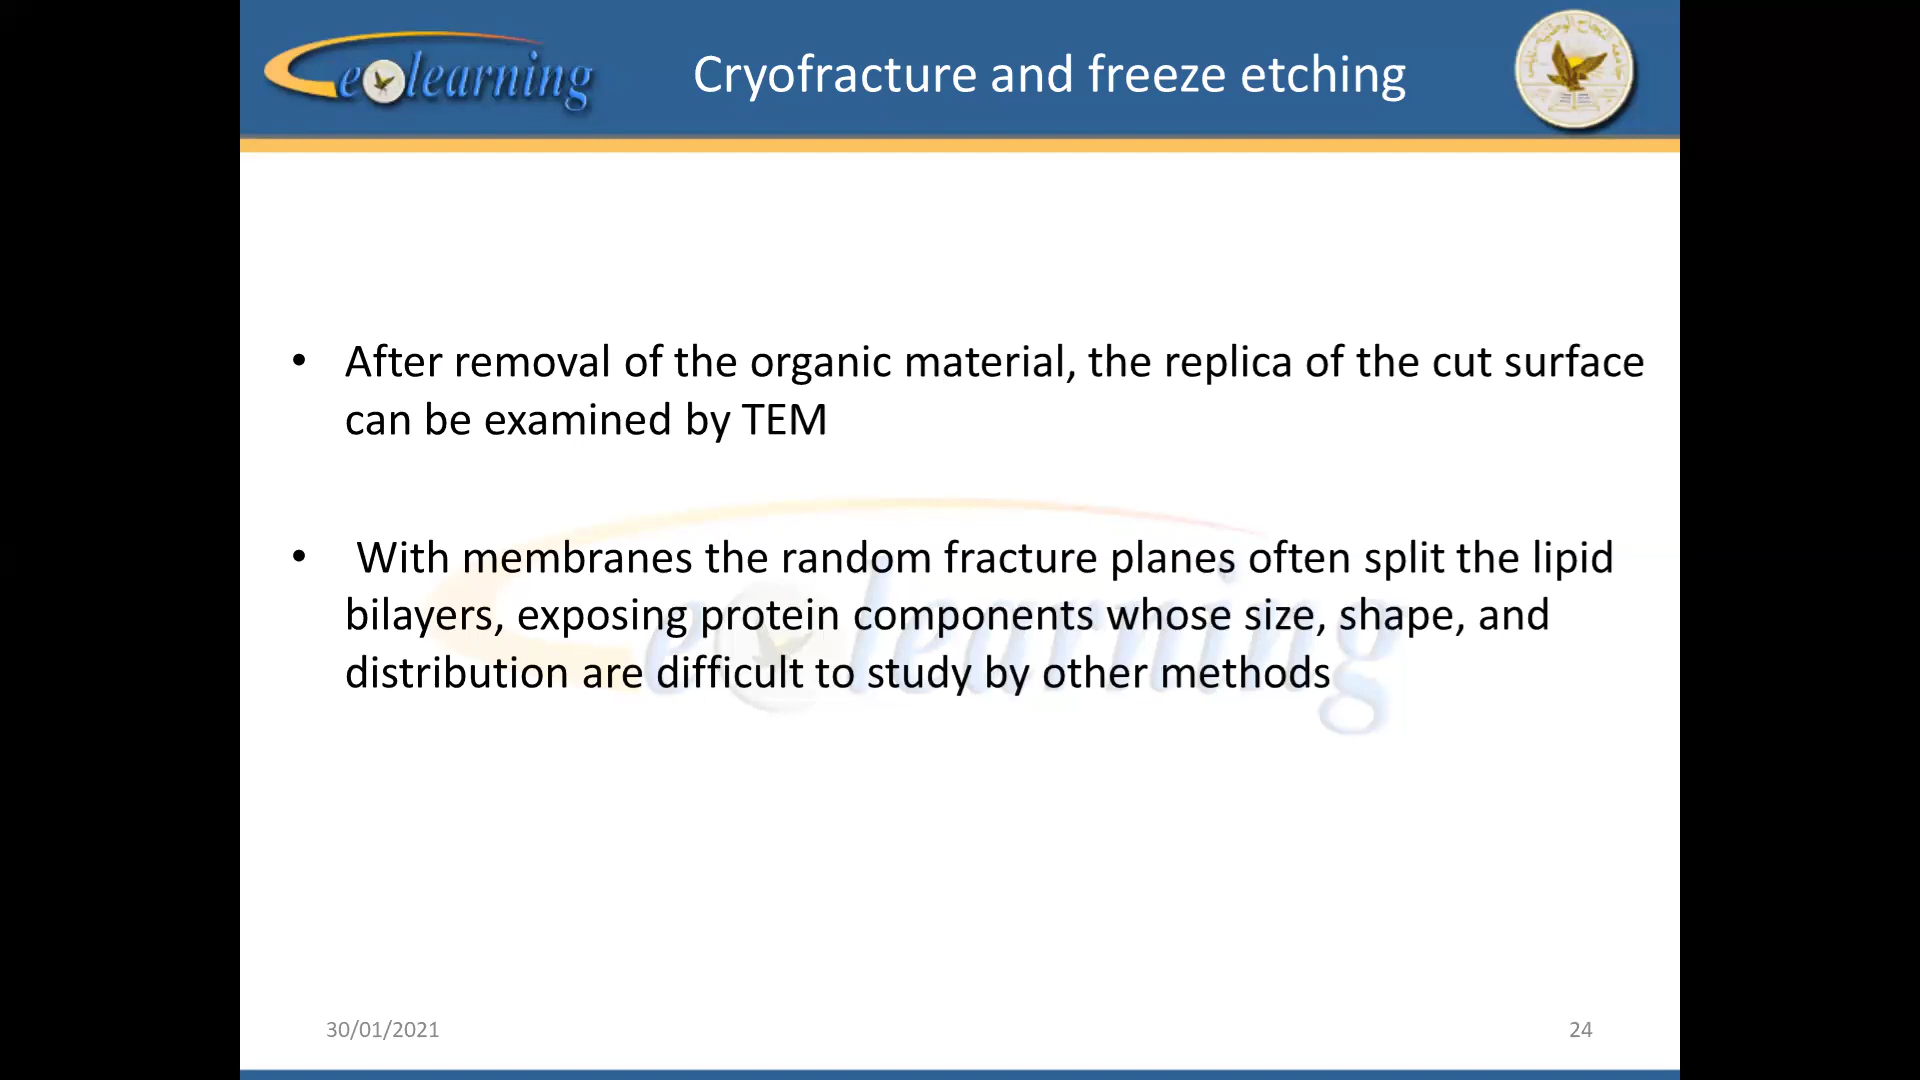 elearning
Cryofracture and freeze etching
• After removal of the organic material, the replica of the cut surface
can be examined by TEM
• With membranes the random fracture planes often split the lipid
bilayers, exposing protein components whose size, shape, and
distribution are difficult to study by other methods
elearning
30/01/2021
24